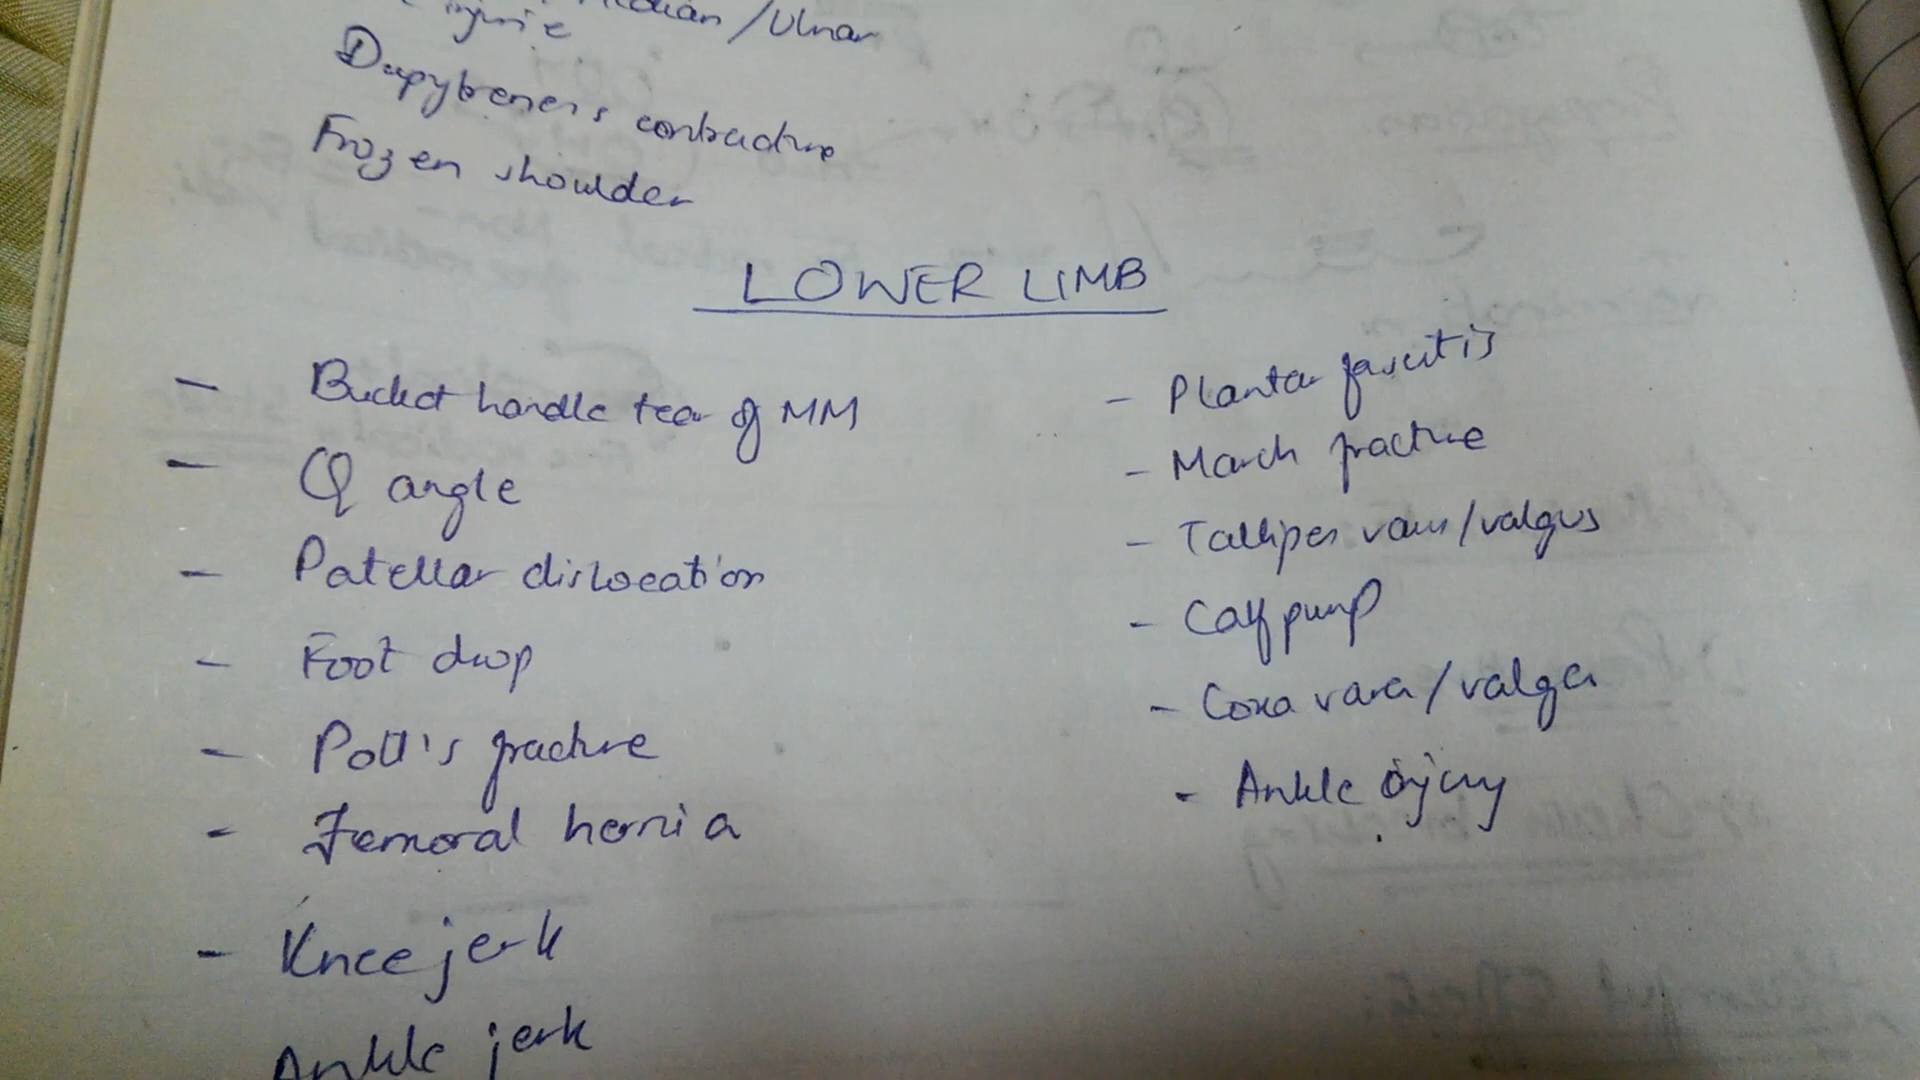 /Ulnar
injurie
Dupytrener's contracture
Frozen shoulder
LOWER LIMB
- Bucket handle tear of MM
- Q angle
- Patellar dislocation
- Foot drop
- Pott's fracture
- Femoral hernia
- Knee jerk
Ankle jerk
- Plantar fascitis
- March fracture
- Tallipes varus/valgus
- Calf pump
- Coxa vara/valga
- Ankle injury